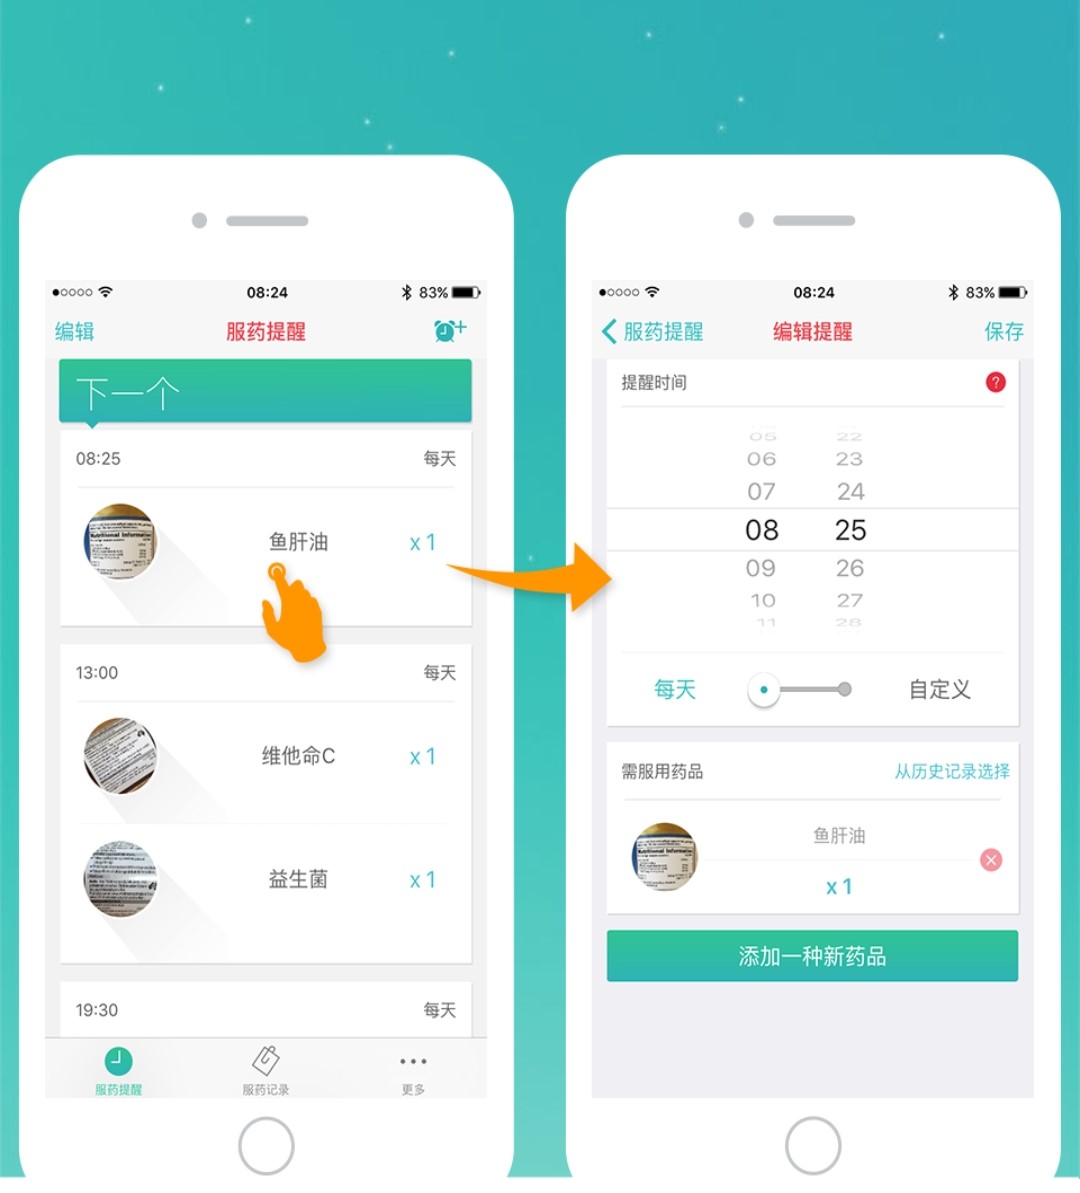 08:24
83%
编辑
服药提醒
下一个
08:25
每天
Nutritional Information
鱼肝油
x 1
13:00
每天
维他命C
x 1
益生菌
x 1
19:30
每天
服药提醒
服药记录
更多
08:24
83%
服药提醒
编辑提醒
保存
提醒时间
?
05 22
06 23
07 24
08 25
09 26
10 27
11 28
每天
自定义
需服用药品
从历史记录选择
Nutritional Information
鱼肝油
x 1
添加一种新药品